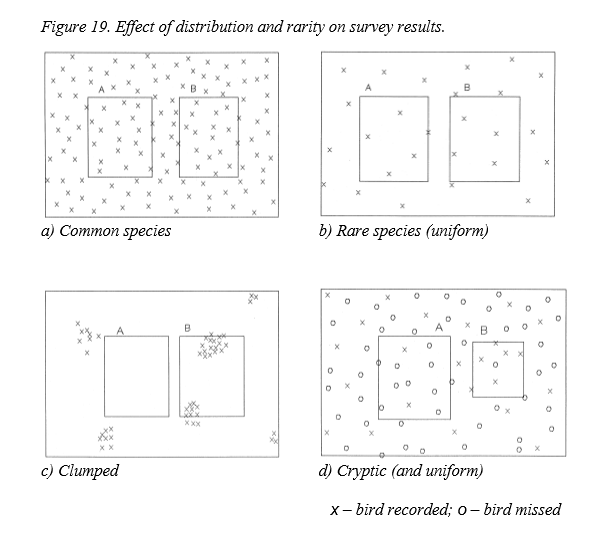 Figure 19. Effect of distribution and rarity on survey results.
A B
a) Common species
A B
b) Rare species (uniform)
A B
c) Clumped
A B
d) Cryptic (and uniform)
x – bird recorded; o – bird missed